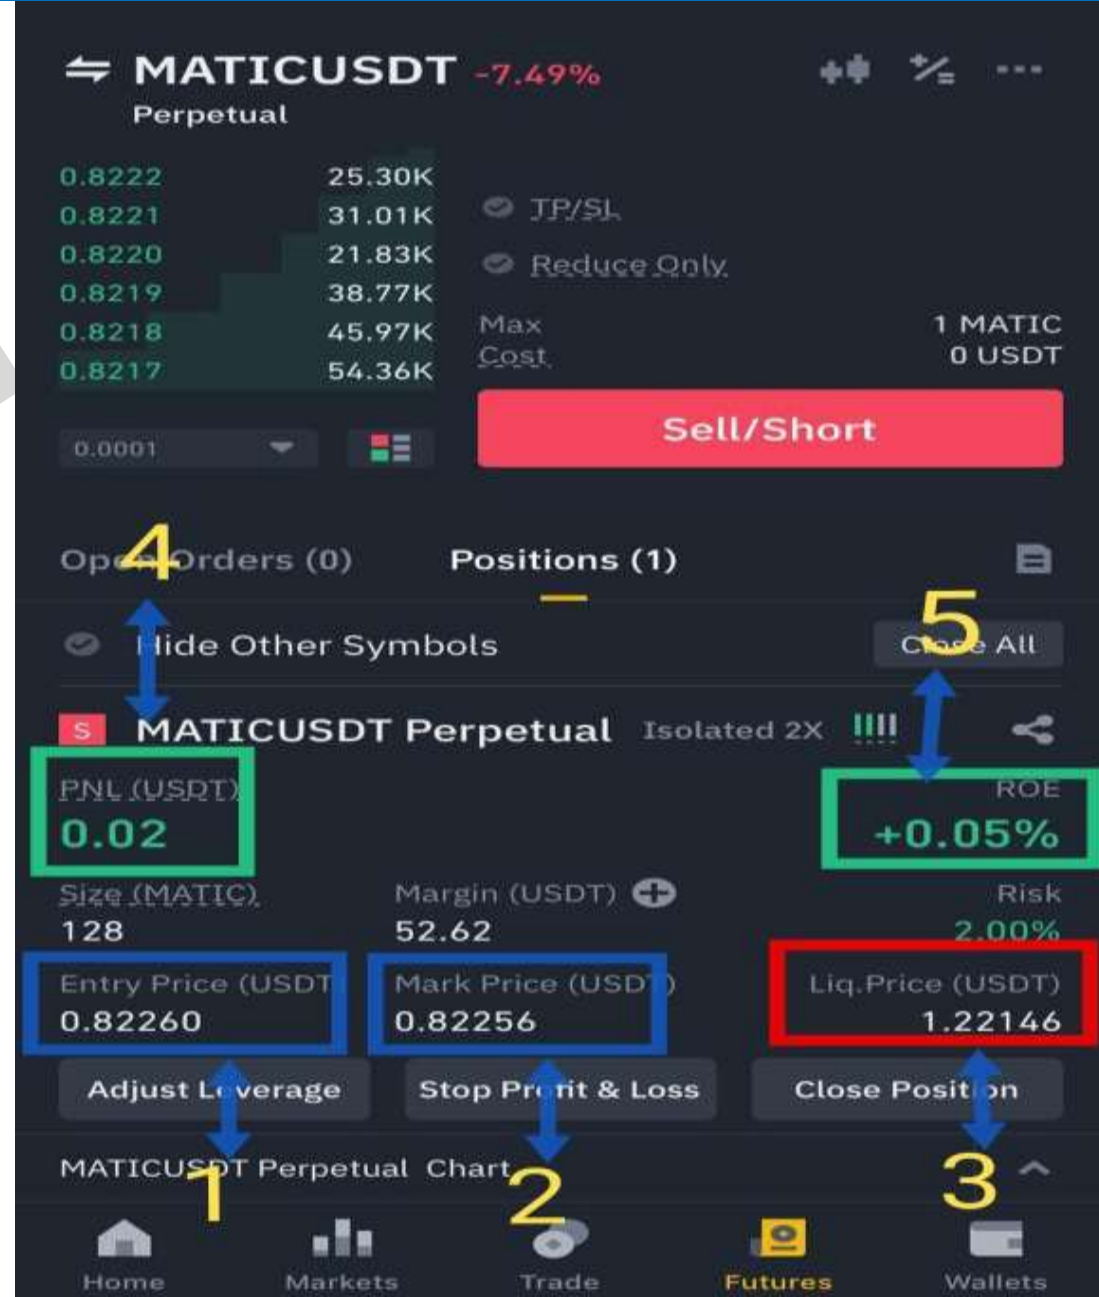 MATICUSDT -7.49%
Perpetual
0.8222 25.30K
0.8221 31.01K
TP/SL
0.8220 21.83K
Reduce Only
0.8219 38.77K
0.8218 45.97K
Max 1 MATIC
0.8217 54.36K
Cost 0 USDT
Sell/Short
0.0001
4
Open Orders (0) Positions (1)
5
Hide Other Symbols Close All
S MATICUSDT Perpetual Isolated 2X
PNL (USDT) ROE
0.02 +0.05%
Size (MATIC) Margin (USDT) Risk
128 52.62 2.00%
Entry Price (USDT) Mark Price (USDT) Liq.Price (USDT)
0.82260 0.82256 1.22146
Adjust Leverage Stop Profit & Loss Close Position
MATICUSDT Perpetual Chart
1 2 3
Home Markets Trade Futures Wallets